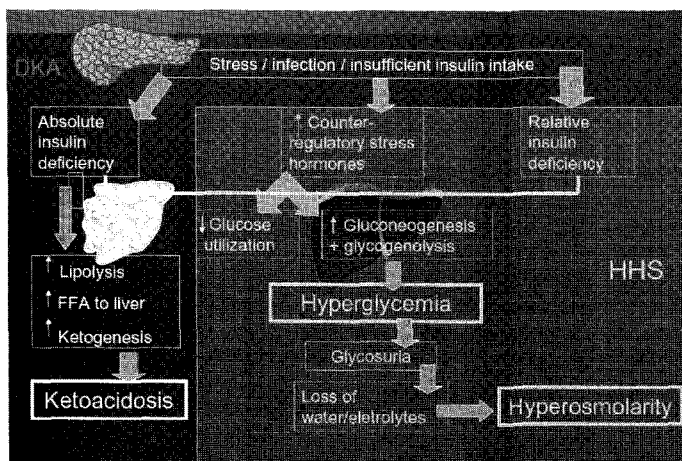 DKA
Stress / infection / insufficient insulin intake
Absolute
insulin
deficiency
↑ Counter-
regulatory stress
hormones
Relative
insulin
deficiency
↓ Glucose
utilization
↑ Gluconeogenesis
+ glycogenolysis
↑ Lipolysis
↑ FFA to liver
↑ Ketogenesis
HHS
Hyperglycemia
Glycosuria
Ketoacidosis
Loss of
water/eletrolytes
Hyperosmolarity